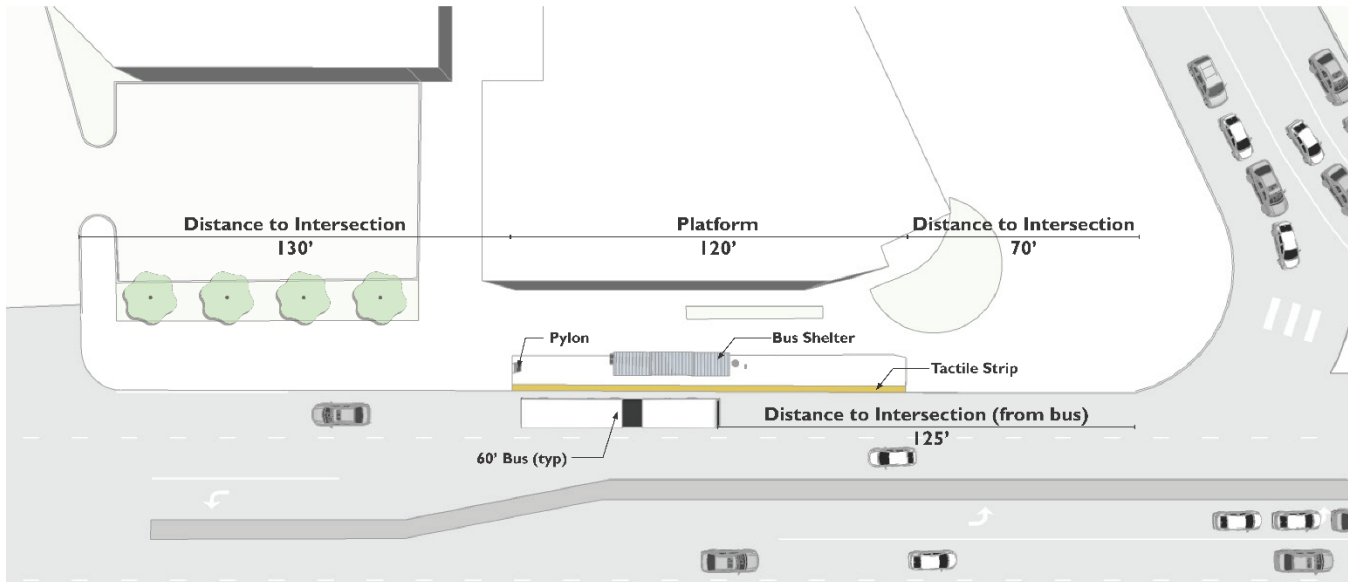 Distance to Intersection
130’
Platform
120’
Distance to Intersection
70’
Pylon
Bus Shelter
Tactile Strip
Distance to Intersection (from bus)
125’
60’ Bus (typ)